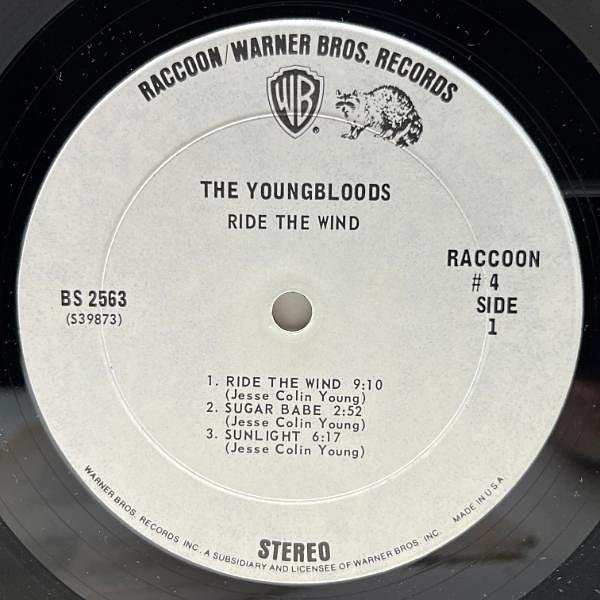 RACCOON/WARNER BROS. RECORDS
WB
®
THE YOUNGBLOODS
RIDE THE WIND
RACCOON
# 4
SIDE
1
BS 2563
(S39873)
1. RIDE THE WIND 9:10
(Jesse Colin Young)
2. SUGAR BABE 2:52
(Jesse Colin Young)
3. SUNLIGHT 6:17
(Jesse Colin Young)
STEREO
WARNER BROS. RECORDS INC. A SUBSIDIARY AND LICENSEE OF WARNER BROS. INC. MADE IN U.S.A.